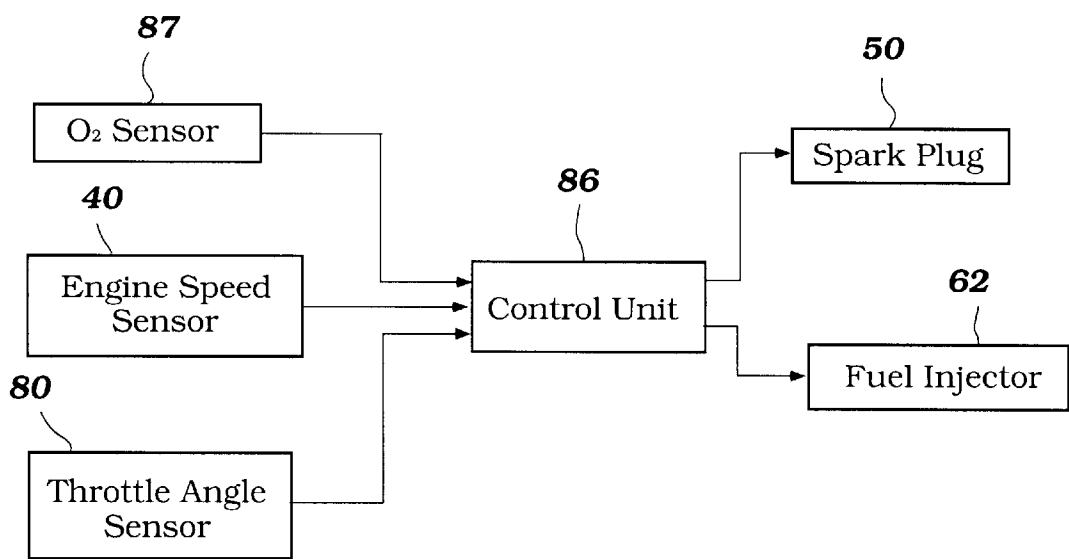 87
O₂ Sensor
40
Engine Speed
Sensor
80
Throttle Angle
Sensor
86
Control Unit
50
Spark Plug
62
Fuel Injector